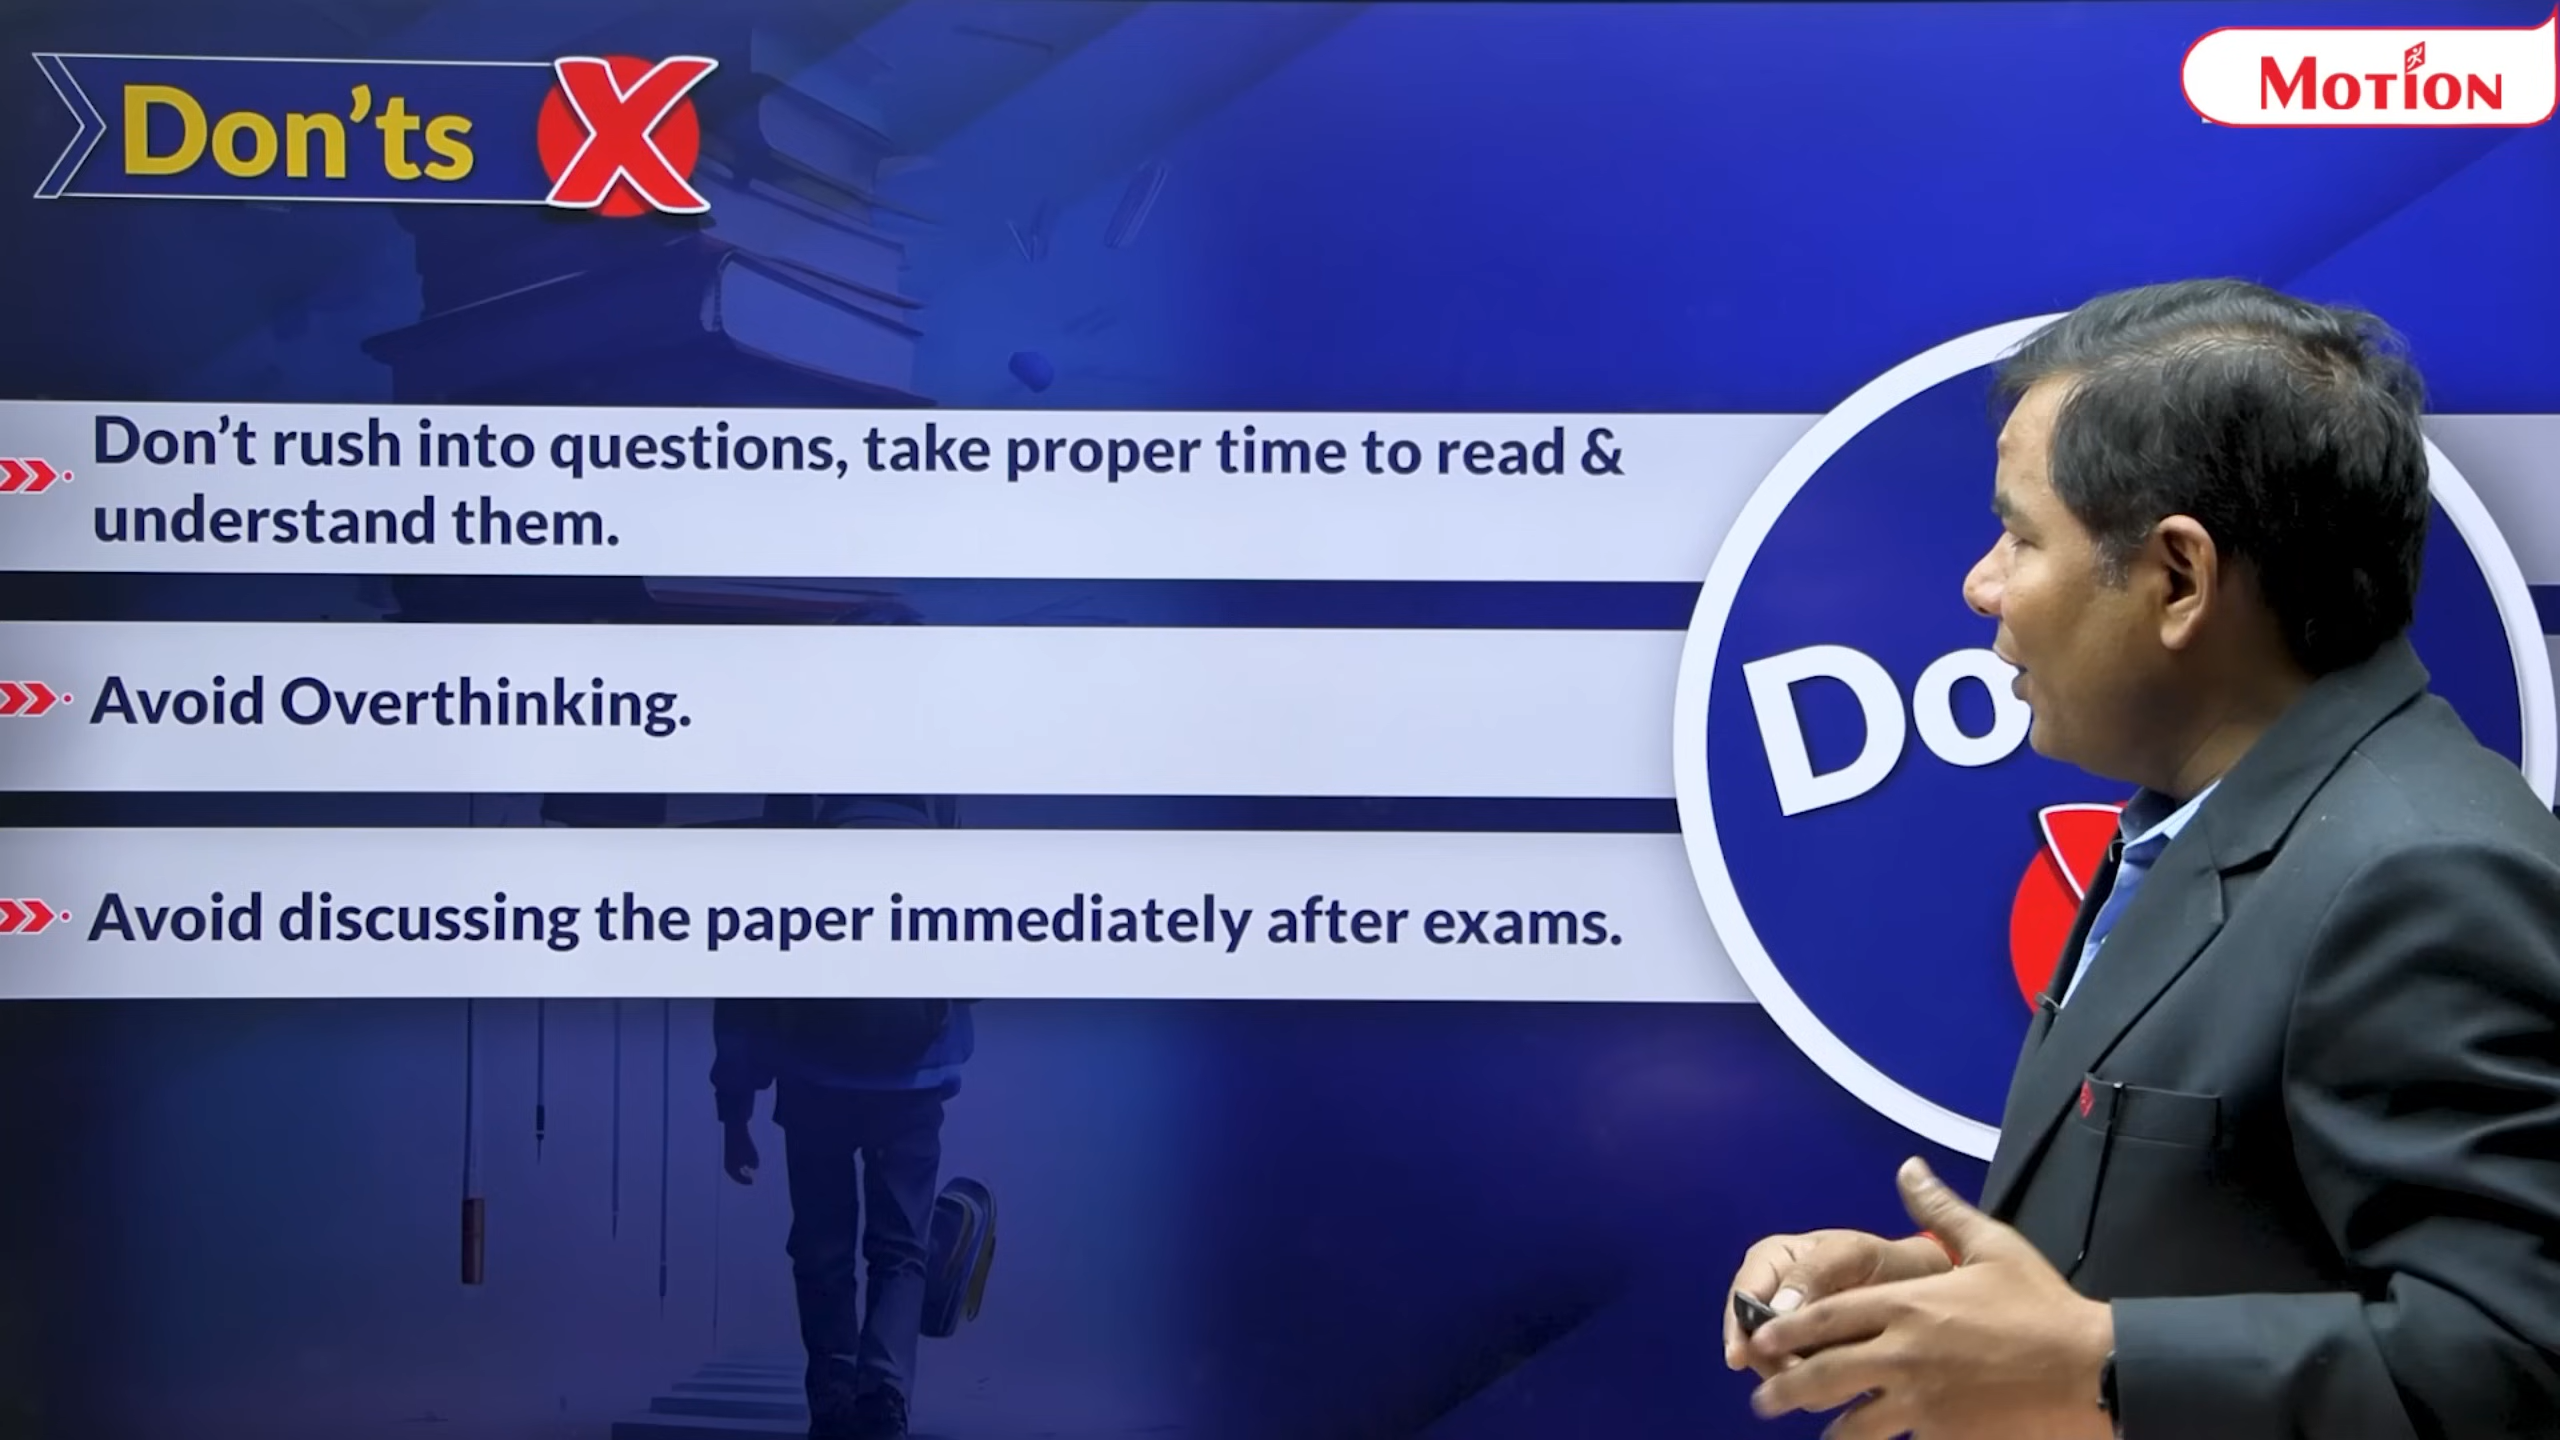 Don'ts X
MOTION
Don't rush into questions, take proper time to read &
understand them.
Avoid Overthinking.
Avoid discussing the paper immediately after exams.
Do